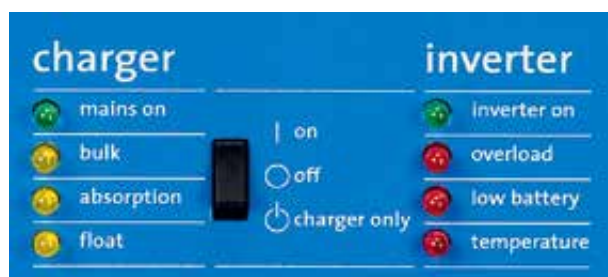 charger
mains on
bulk
absorption
float
on
off
charger only
inverter
inverter on
overload
low battery
temperature